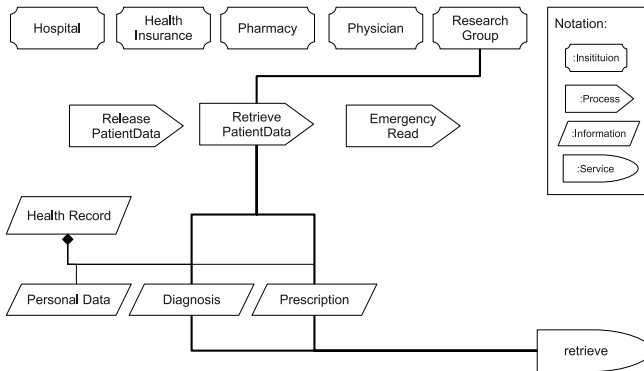 Hospital
Health
Insurance
Pharmacy
Physician
Research
Group
Notation:
:Insitituion
:Process
:Information
:Service
Release
PatientData
Retrieve
PatientData
Emergency
Read
Health Record
Personal Data
Diagnosis
Prescription
retrieve